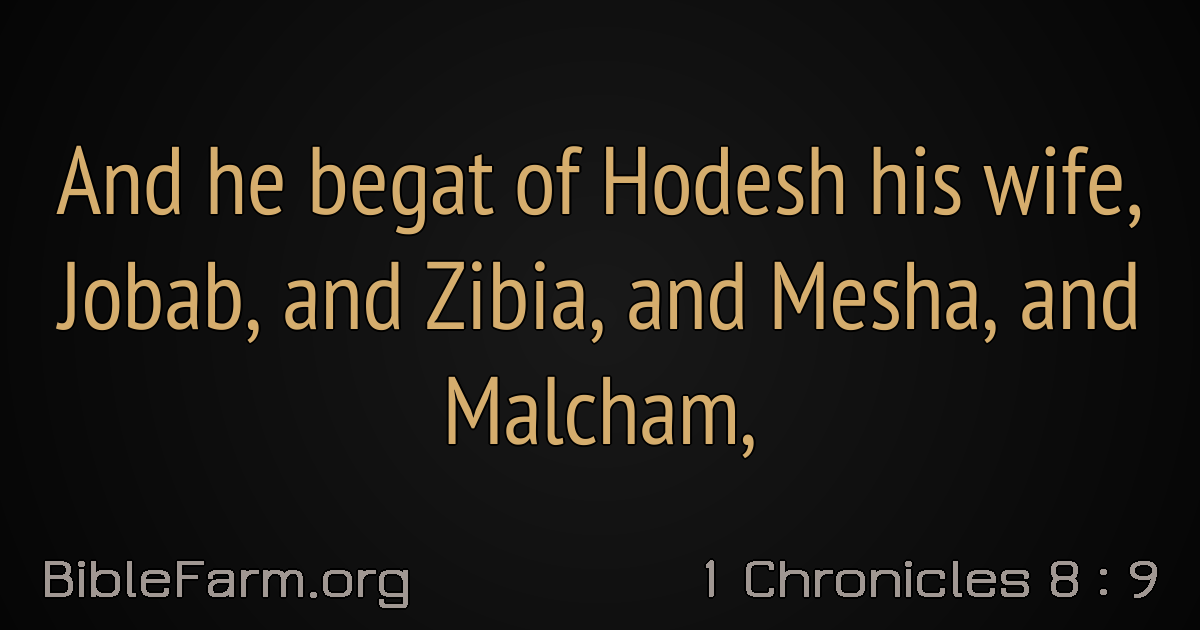 And he begat of Hodesh his wife,
Jobab, and Zibia, and Mesha, and
Malcham,
BibleFarm.org
1 Chronicles 8 : 9